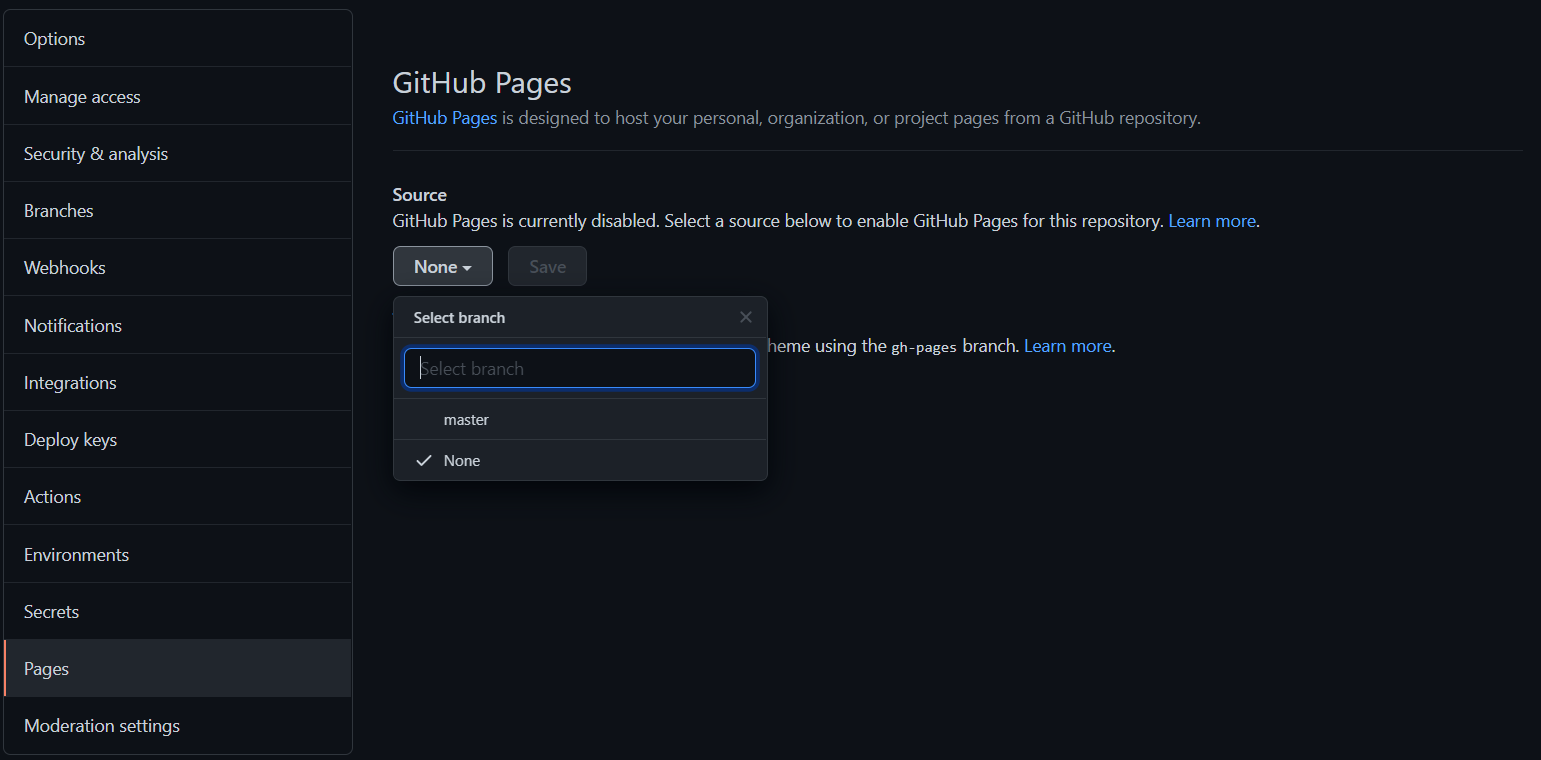 Options
Manage access
Security & analysis
Branches
Webhooks
Notifications
Integrations
Deploy keys
Actions
Environments
Secrets
Pages
Moderation settings
GitHub Pages
GitHub Pages is designed to host your personal, organization, or project pages from a GitHub repository.
Source
GitHub Pages is currently disabled. Select a source below to enable GitHub Pages for this repository. Learn more.
None
Save
Select branch
Select branch
heme using the gh-pages branch. Learn more.
master
None